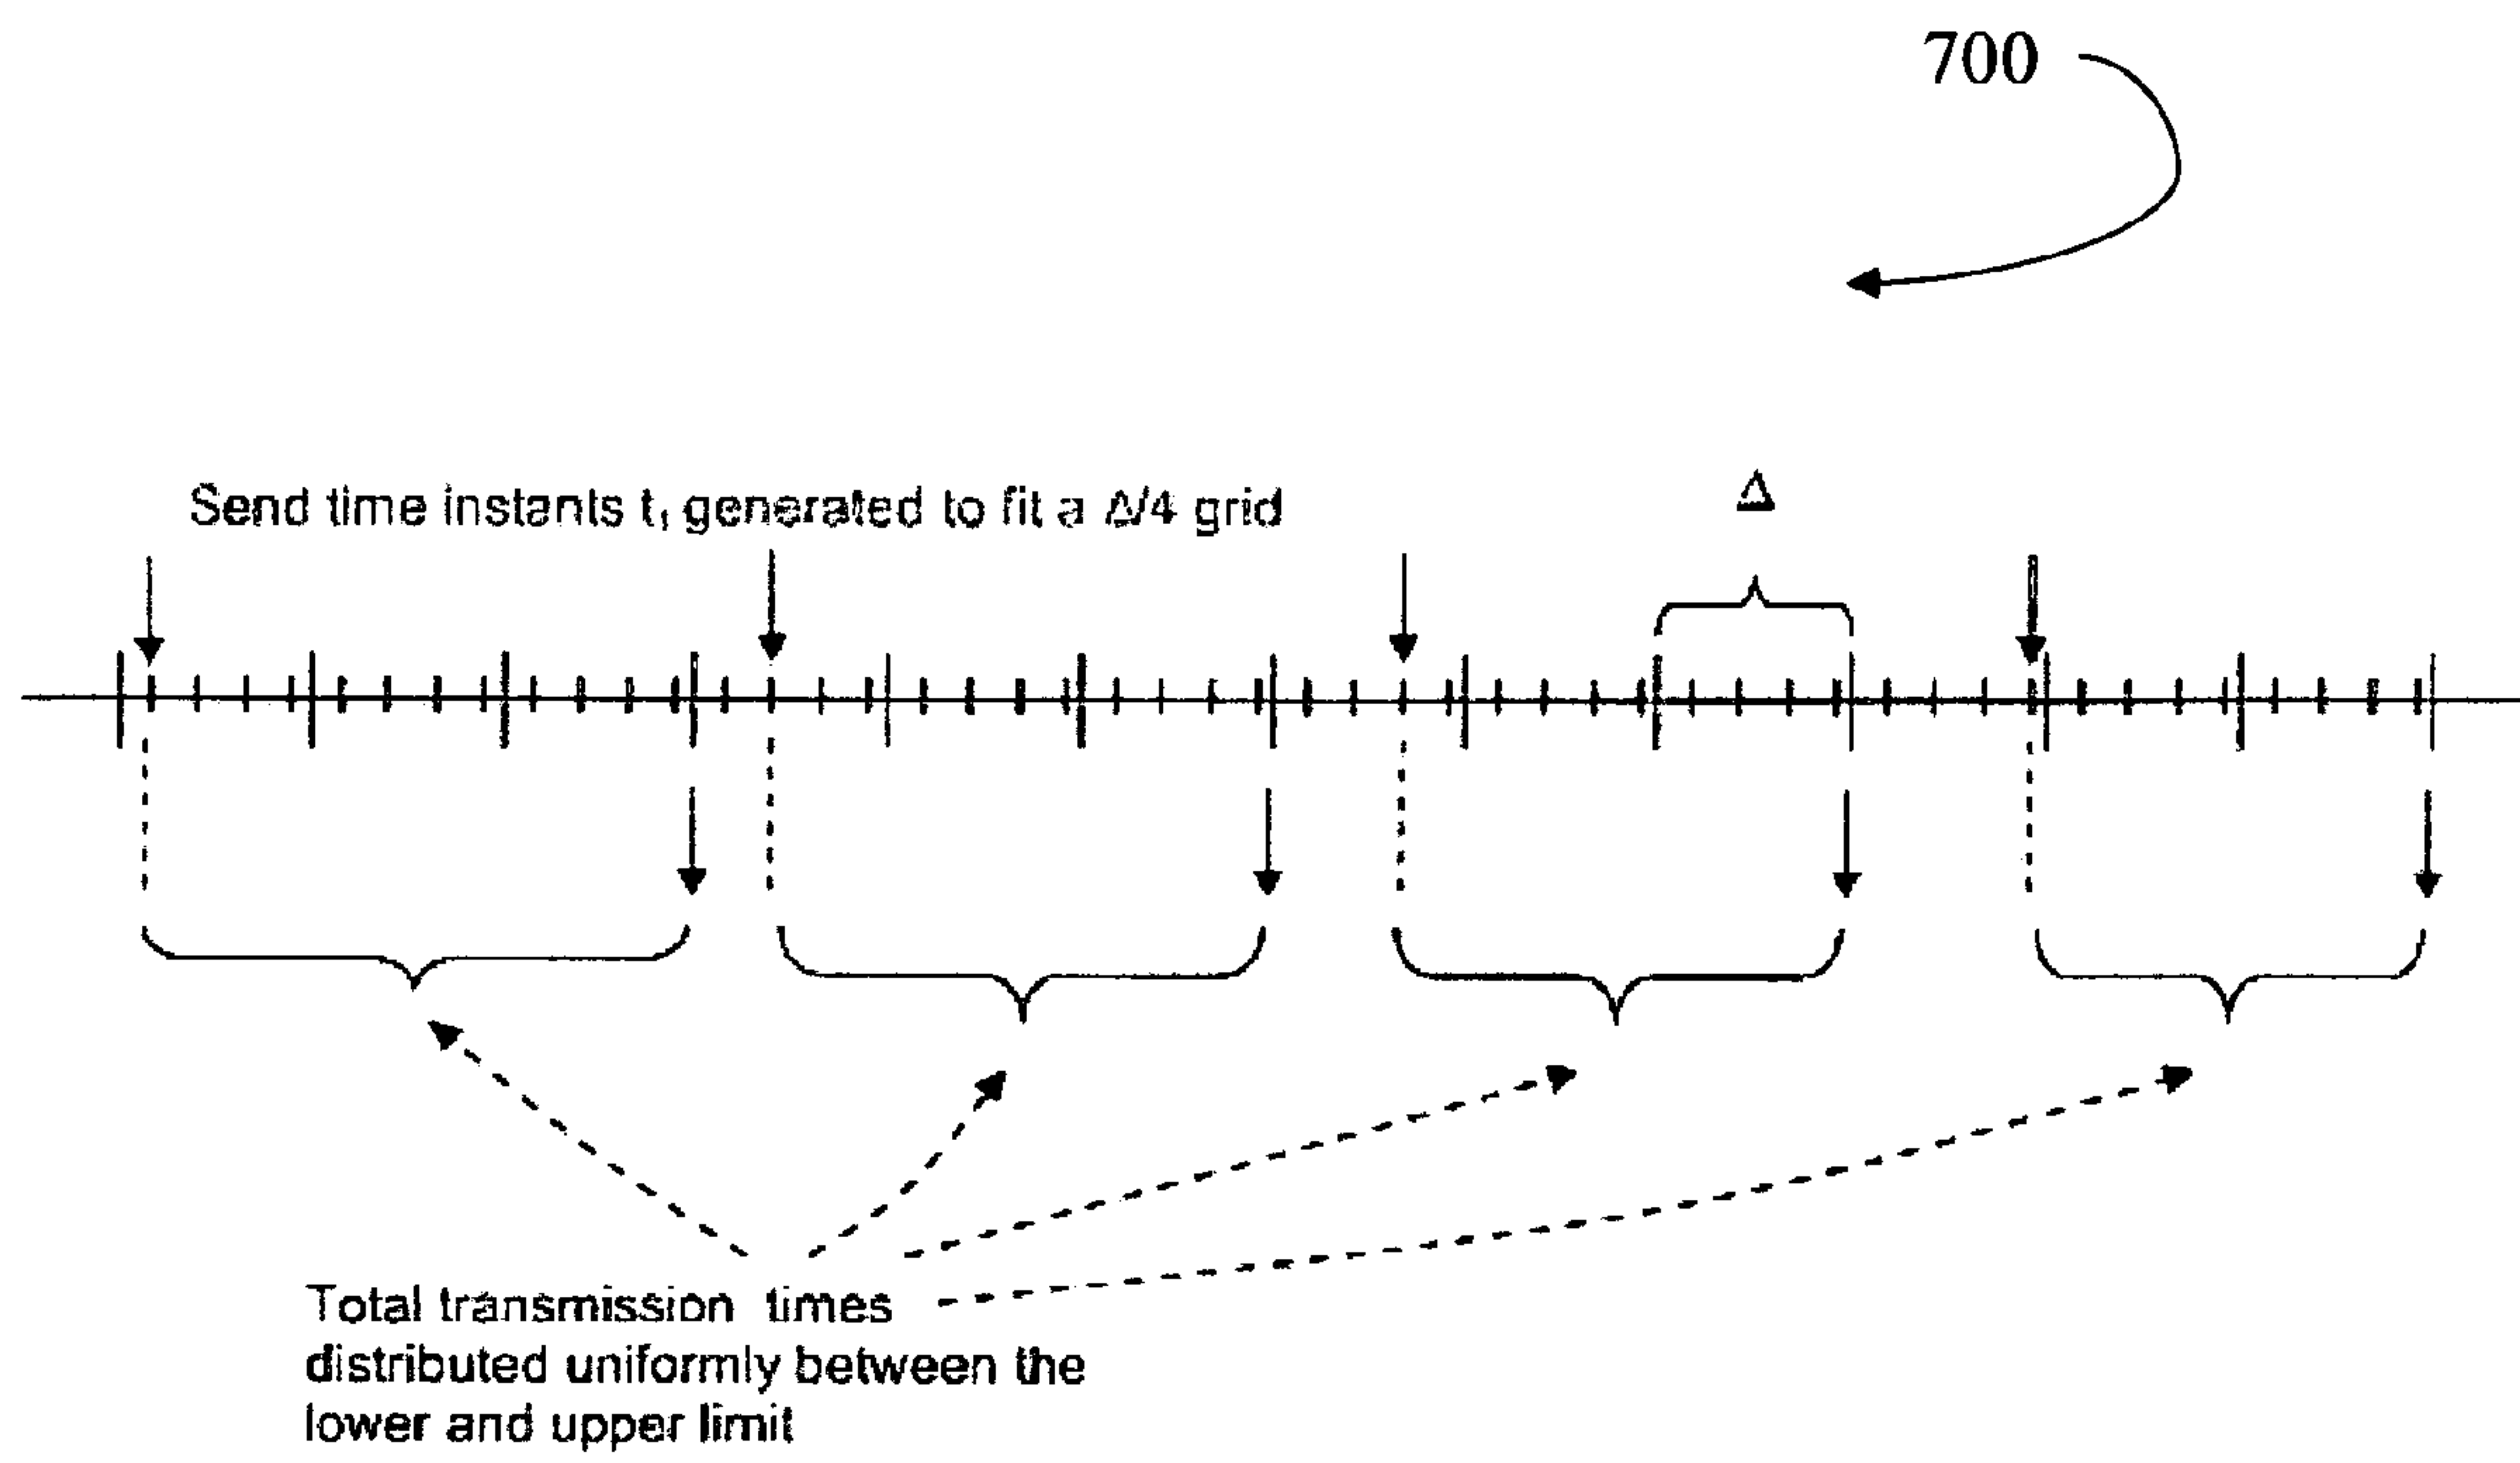 700
Send time instants tᵢ generated to fit a Δ/4 grid
Δ
Total transmission times
distributed uniformly between the
lower and upper limit